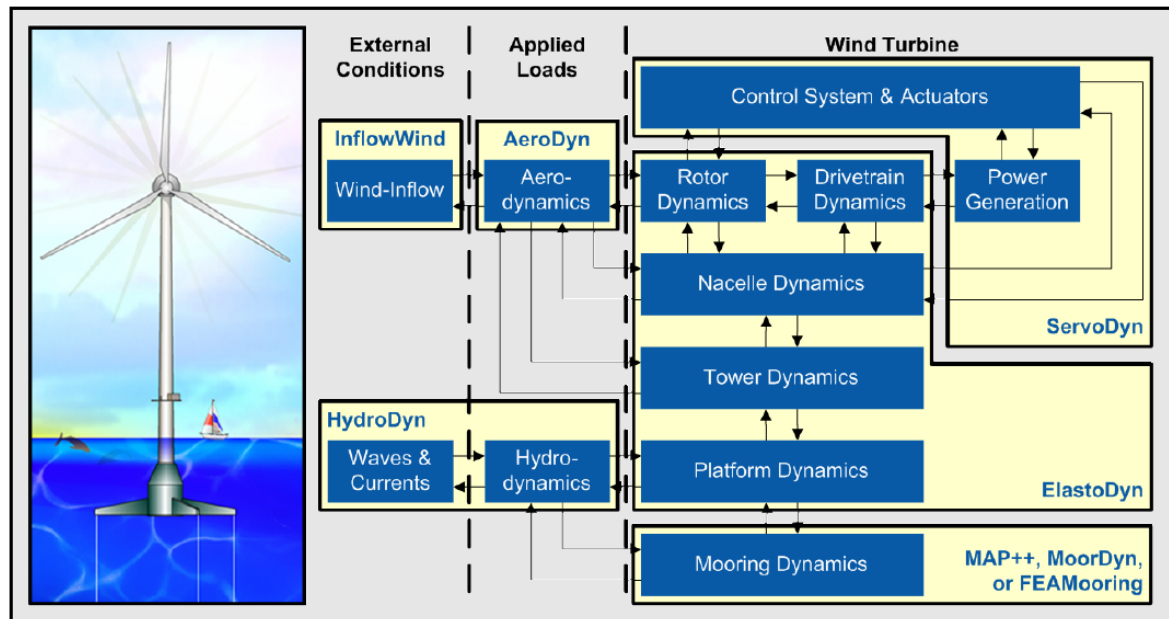 External
Conditions
Applied
Loads
Wind Turbine
Control System & Actuators
InflowWind
Wind-Inflow
AeroDyn
Aero-
dynamics
Rotor
Dynamics
Drivetrain
Dynamics
Power
Generation
Nacelle Dynamics
ServoDyn
Tower Dynamics
HydroDyn
Waves &
Currents
Hydro-
dynamics
Platform Dynamics
ElastoDyn
Mooring Dynamics
MAP++, MoorDyn,
or FEAMooring